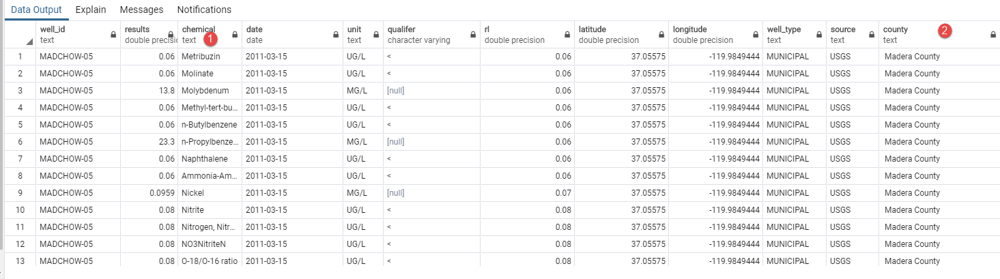 Data Output Explain Messages Notifications
well_id results chemical date unit qualifer rl latitude longitude well_type source county
text double precisic text date text character varying double precision double precision double precision text text text
1 2
1 MADCHOW-05 0.06 Metribuzin 2011-03-15 UG/L < 0.06 37.05575 -119.9849444 MUNICIPAL USGS Madera County
2 MADCHOW-05 0.06 Molinate 2011-03-15 UG/L < 0.06 37.05575 -119.9849444 MUNICIPAL USGS Madera County
3 MADCHOW-05 13.8 Molybdenum 2011-03-15 MG/L [null] 0.06 37.05575 -119.9849444 MUNICIPAL USGS Madera County
4 MADCHOW-05 0.06 Methyl-tert-bu... 2011-03-15 UG/L < 0.06 37.05575 -119.9849444 MUNICIPAL USGS Madera County
5 MADCHOW-05 0.06 n-Butylbenzene 2011-03-15 UG/L < 0.06 37.05575 -119.9849444 MUNICIPAL USGS Madera County
6 MADCHOW-05 23.3 n-Propylbenze... 2011-03-15 MG/L [null] 0.06 37.05575 -119.9849444 MUNICIPAL USGS Madera County
7 MADCHOW-05 0.06 Naphthalene 2011-03-15 UG/L < 0.06 37.05575 -119.9849444 MUNICIPAL USGS Madera County
8 MADCHOW-05 0.06 Ammonia-Am... 2011-03-15 UG/L < 0.06 37.05575 -119.9849444 MUNICIPAL USGS Madera County
9 MADCHOW-05 0.0959 Nickel 2011-03-15 MG/L [null] 0.07 37.05575 -119.9849444 MUNICIPAL USGS Madera County
10 MADCHOW-05 0.08 Nitrite 2011-03-15 UG/L < 0.08 37.05575 -119.9849444 MUNICIPAL USGS Madera County
11 MADCHOW-05 0.08 Nitrogen, Nitr... 2011-03-15 UG/L < 0.08 37.05575 -119.9849444 MUNICIPAL USGS Madera County
12 MADCHOW-05 0.08 NO3NitriteN 2011-03-15 UG/L < 0.08 37.05575 -119.9849444 MUNICIPAL USGS Madera County
13 MADCHOW-05 0.08 O-18/O-16 ratio 2011-03-15 UG/L < 0.08 37.05575 -119.9849444 MUNICIPAL USGS Madera County